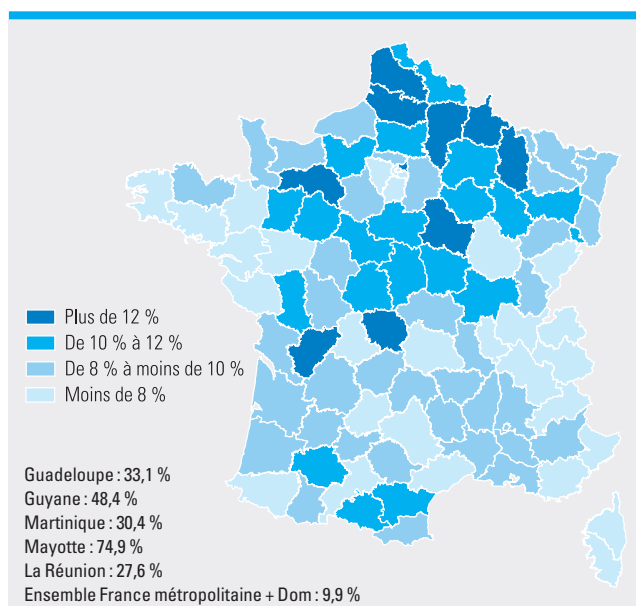 Plus de 12 %
De 10 % à 12 %
De 8 % à moins de 10 %
Moins de 8 %
Guadeloupe : 33,1 %
Guyane : 48,4 %
Martinique : 30,4 %
Mayotte : 74,9 %
La Réunion : 27,6 %
Ensemble France métropolitaine + Dom : 9,9 %